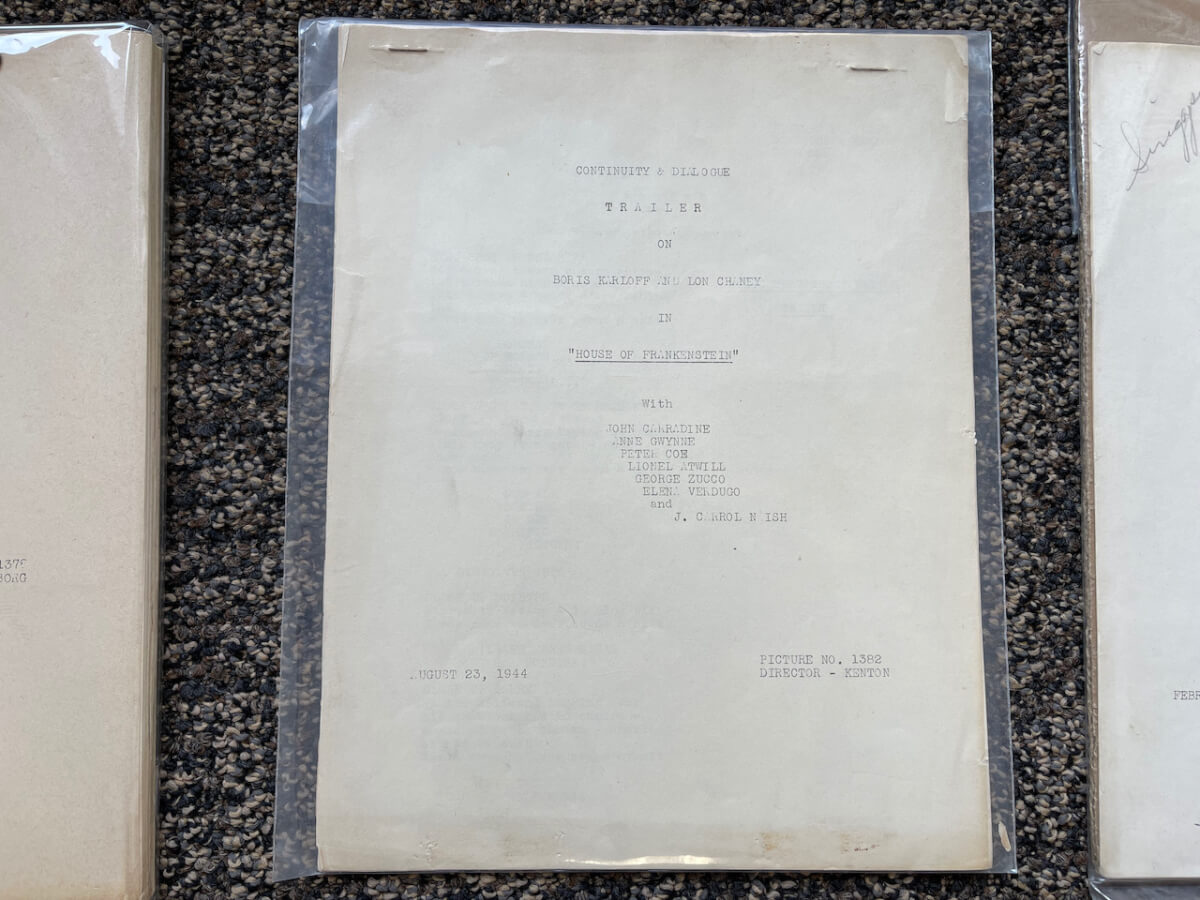 CONTINUITY & DIALOGUE
TRAILER
ON
BORIS KARLOFF AND LON CHANEY
IN
"HOUSE OF FRANKENSTEIN"
With
JOHN CARRADINE
ANNE GWYNNE
PETER COE
LIONEL ATWILL
GEORGE ZUCCO
ELENA VERDUGO
and
J. CARROL NAISH
PICTURE NO. 1382
AUGUST 23, 1944
DIRECTOR - KENTON
FEBR